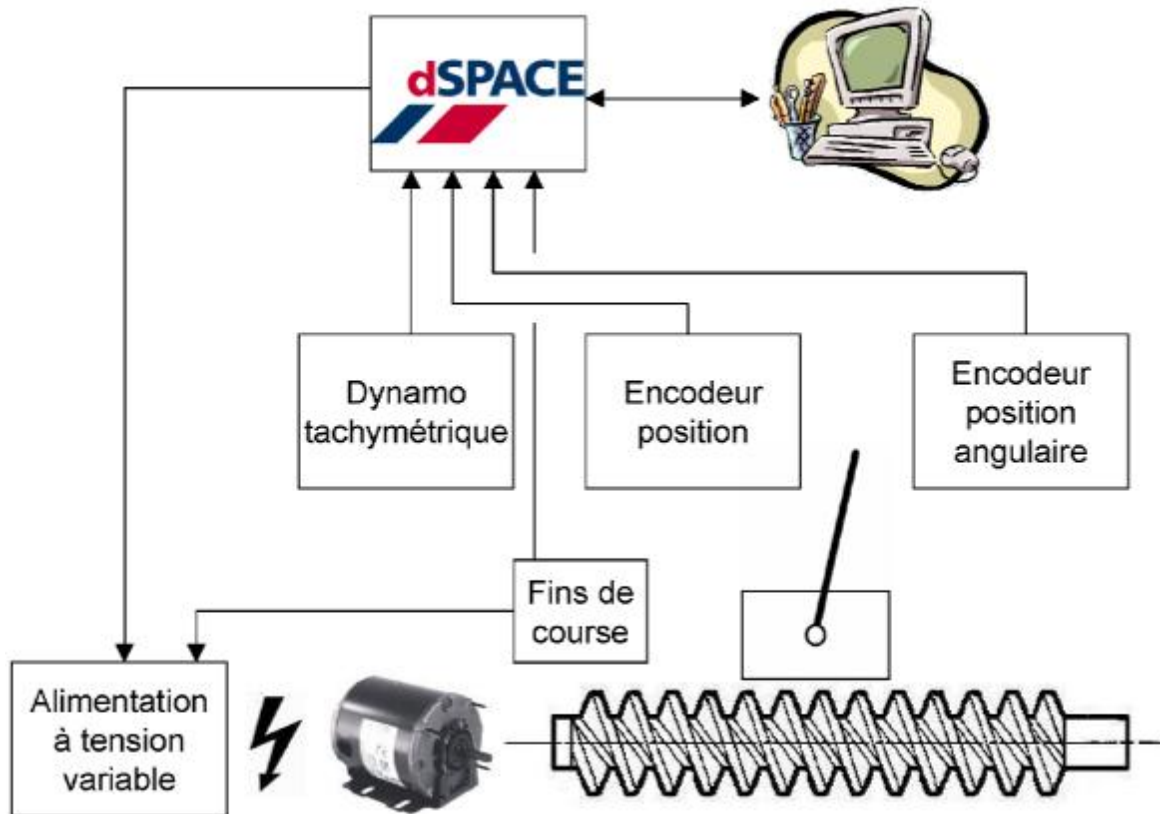 dSPACE
Dynamo
tachymétrique
Encodeur
position
Encodeur
position
angulaire
Fins de
course
Alimentation
à tension
variable